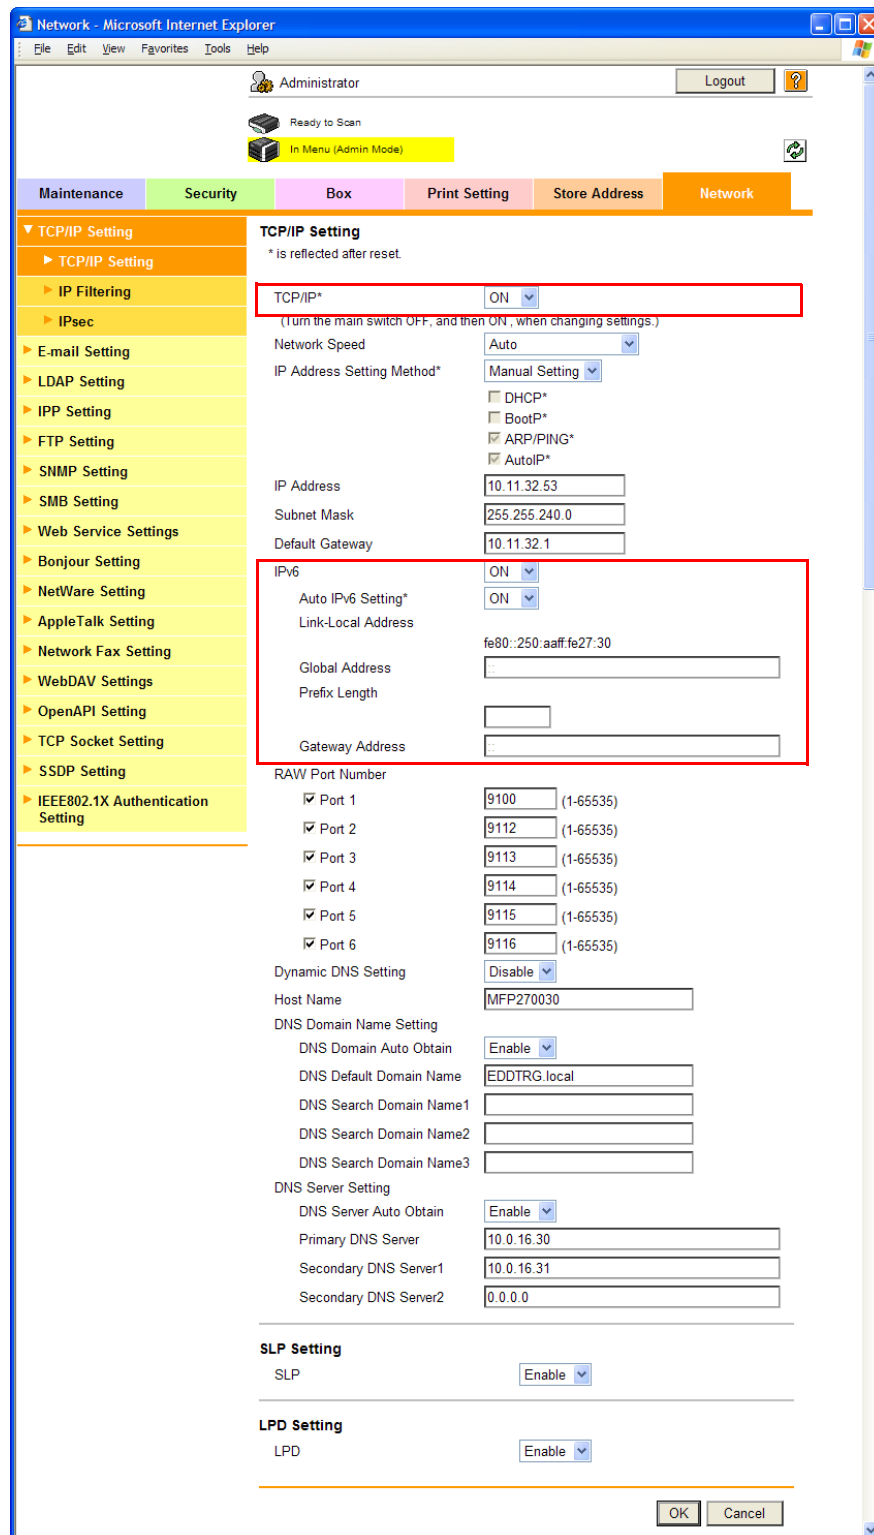 Network - Microsoft Internet Explorer
File Edit View Favorites Tools Help
Administrator
Logout
?
Ready to Scan
In Menu (Admin Mode)
Maintenance Security Box Print Setting Store Address Network
TCP/IP Setting
TCP/IP Setting
IP Filtering
IPsec
E-mail Setting
LDAP Setting
IPP Setting
FTP Setting
SNMP Setting
SMB Setting
Web Service Settings
Bonjour Setting
NetWare Setting
AppleTalk Setting
Network Fax Setting
WebDAV Settings
OpenAPI Setting
TCP Socket Setting
SSDP Setting
IEEE802.1X Authentication
Setting
TCP/IP Setting
* is reflected after reset.
TCP/IP* ON
(Turn the main switch OFF, and then ON , when changing settings.)
Network Speed Auto
IP Address Setting Method* Manual Setting
DHCP*
BootP*
ARP/PING*
AutoIP*
IP Address 10.11.32.53
Subnet Mask 255.255.240.0
Default Gateway 10.11.32.1
IPv6 ON
Auto IPv6 Setting* ON
Link-Local Address
fe80::250:aaff:fe27:30
Global Address ::
Prefix Length
Gateway Address ::
RAW Port Number
Port 1 9100 (1-65535)
Port 2 9112 (1-65535)
Port 3 9113 (1-65535)
Port 4 9114 (1-65535)
Port 5 9115 (1-65535)
Port 6 9116 (1-65535)
Dynamic DNS Setting Disable
Host Name MFP270030
DNS Domain Name Setting
DNS Domain Auto Obtain Enable
DNS Default Domain Name EDDTRG.local
DNS Search Domain Name1
DNS Search Domain Name2
DNS Search Domain Name3
DNS Server Setting
DNS Server Auto Obtain Enable
Primary DNS Server 10.0.16.30
Secondary DNS Server1 10.0.16.31
Secondary DNS Server2 0.0.0.0
SLP Setting
SLP Enable
LPD Setting
LPD Enable
OK Cancel